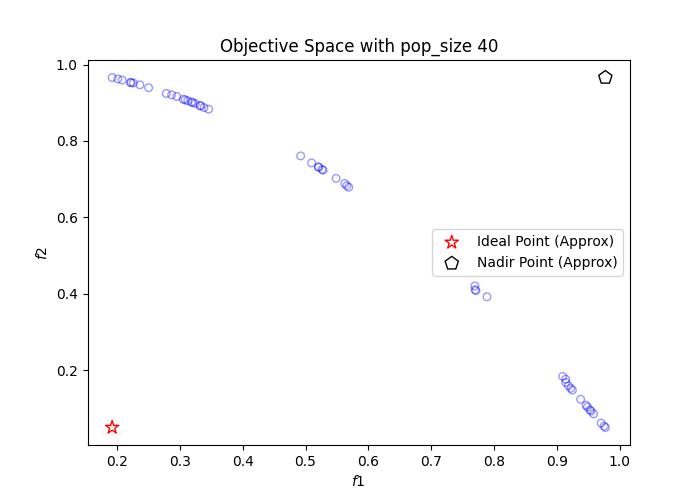 Objective Space with pop_size 40
1.0
0.8
0.6
0.4
0.2
f2
Ideal Point (Approx)
Nadir Point (Approx)
0.2 0.3 0.4 0.5 0.6 0.7 0.8 0.9 1.0
f1